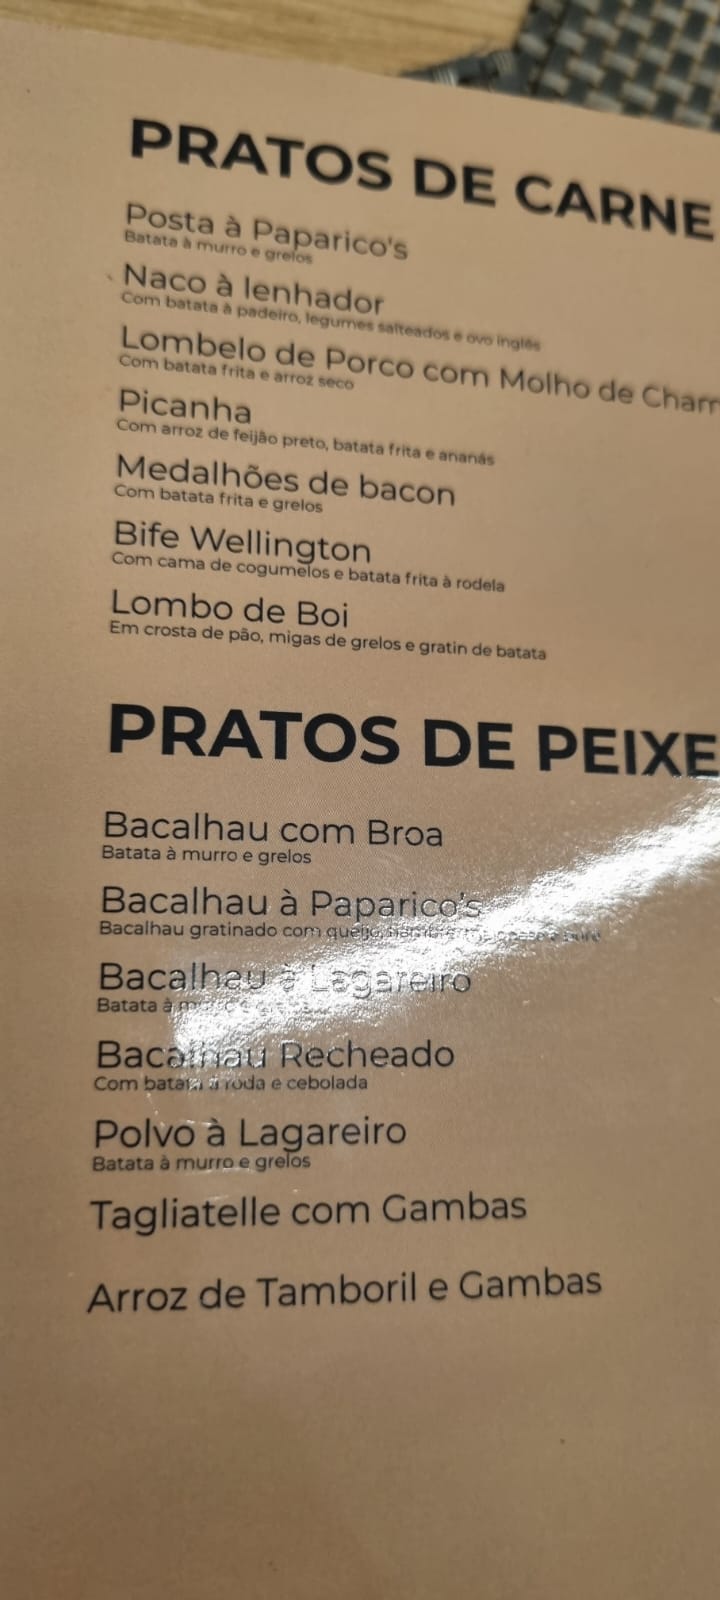 PRATOS DE CARNE
Posta à Paparico's
Batata à murro e grelos
Naco à lenhador
Com batata à padeiro, legumes salteados e ovo inglês
Lombelo de Porco com Molho de
Com batata frita e arroz seco
Picanha
Com arroz de feijão preto, batata frita e ananás
Medalhões de bacon
Com batata frita e grelos
Bife Wellington
Com cama de cogumelos e batata frita à rodela
Lombo de Boi
Em crosta de pão, migas de grelos e gratin de batata
PRATOS DE PEIXE
Bacalhau com Broa
Batata à murro e grelos
Bacalhau à Paparico's
Bacalhau gratinado com queijo,
Bacalhau à Lagareiro
Batata à
Bacalhau Recheado
Com batata à roda e cebolada
Polvo à Lagareiro
Batata à murro e grelos
Tagliatelle com Gambas
Arroz de Tamboril e Gambas